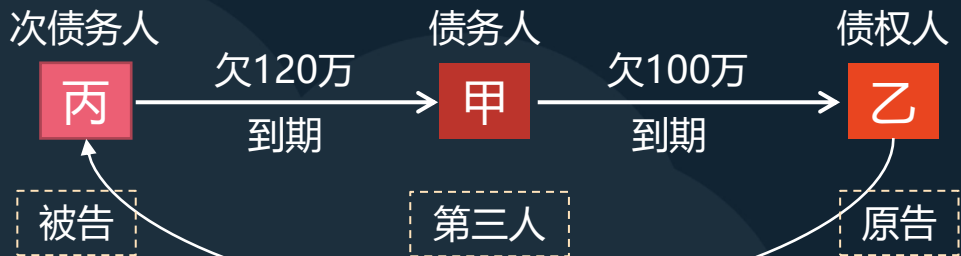 次债务人 债务人 债权人
欠120万 欠100万
丙 甲 乙
到期 到期
被告 第三人 原告